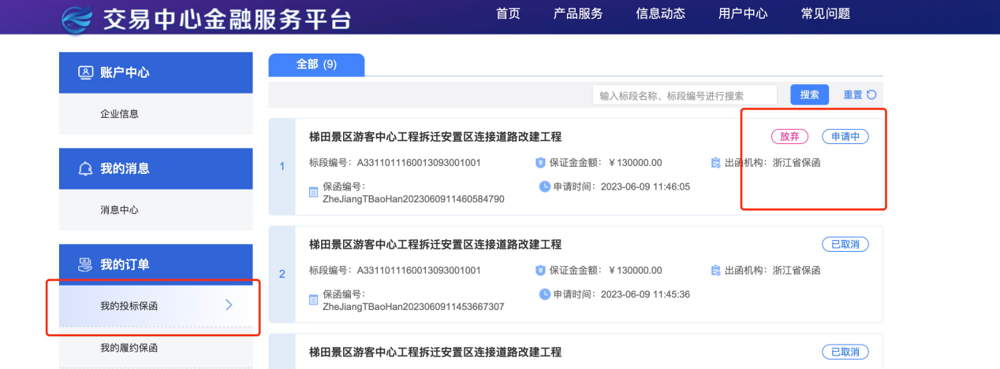 交易中心金融服务平台
首页 产品服务 信息动态 用户中心 常见问题
账户中心
企业信息
我的消息
消息中心
我的订单
我的投标保函
我的履约保函
全部 (9)
输入标段名称、标段编号进行搜索 搜索 重置
1
梯田景区游客中心工程拆迁安置区连接道路改建工程 放弃 申请中
标段编号：A3311011160013093001001 保证金金额：￥130000.00 出函机构：浙江省保函
保函编号：
ZheJiangTBaoHan2023060911460584790
申请时间：2023-06-09 11:46:05
2
梯田景区游客中心工程拆迁安置区连接道路改建工程 已取消
标段编号：A3311011160013093001001 保证金金额：￥130000.00 出函机构：浙江省保函
保函编号：
ZheJiangTBaoHan2023060911453667307
申请时间：2023-06-09 11:45:36
梯田景区游客中心工程拆迁安置区连接道路改建工程 已取消